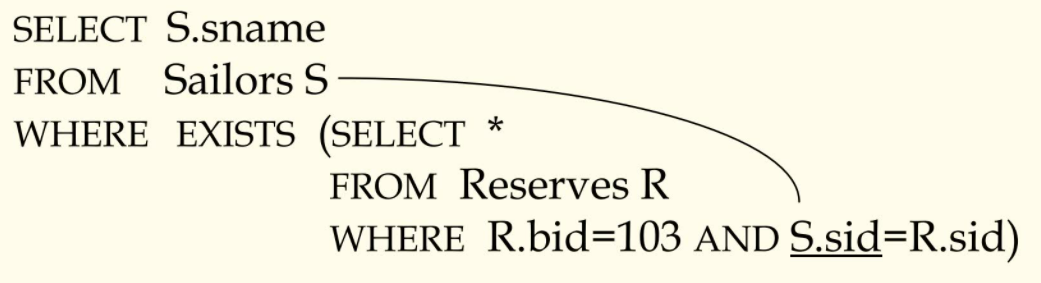 SELECT S.sname
FROM Sailors S
WHERE EXISTS (SELECT *
FROM Reserves R
WHERE R.bid=103 AND S.sid=R.sid)